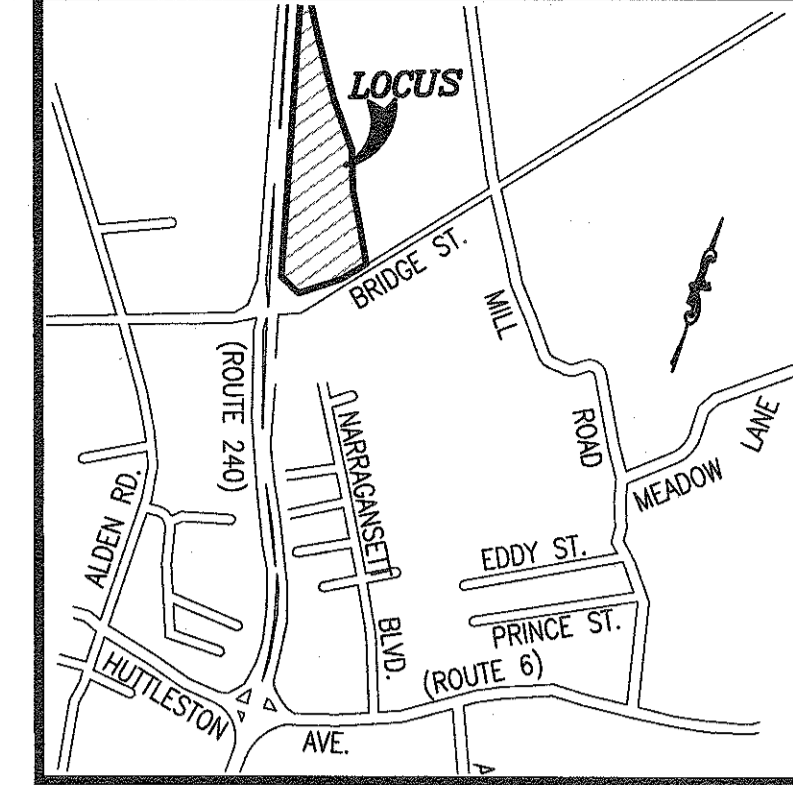 LOCUS
BRIDGE ST.
MILL
ROAD
(ROUTE 240)
NARRAGANSETT
BLVD.
LANE
MEADOW
ALDEN RD.
EDDY ST.
PRINCE ST.
(ROUTE 6)
HUTTLESTON
AVE.